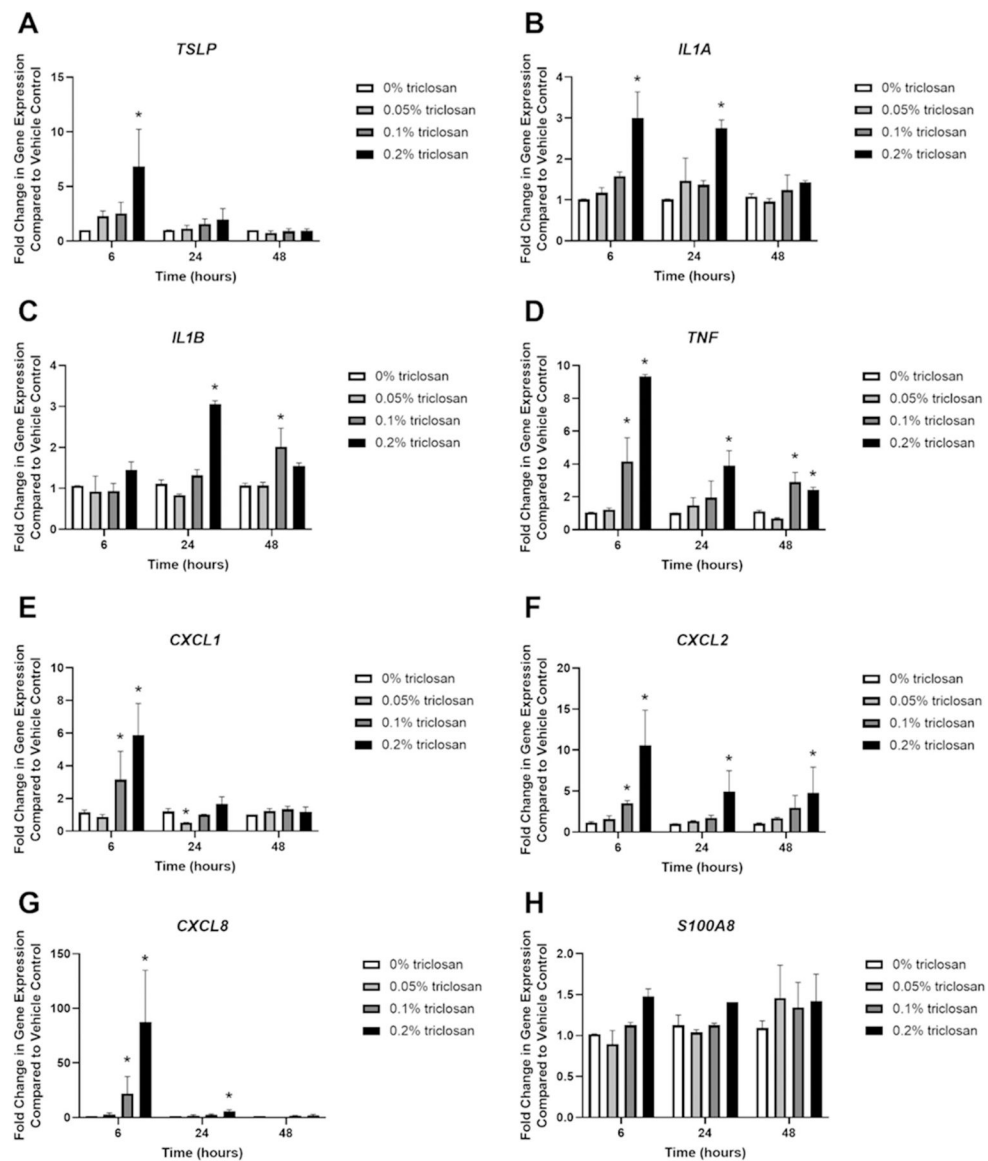 A
TSLP
Fold Change in Gene Expression
Compared to Vehicle Control
15
10
5
0
6
24
48
Time (hours)
0% triclosan
0.05% triclosan
0.1% triclosan
0.2% triclosan
*
B
IL1A
Fold Change in Gene Expression
Compared to Vehicle Control
4
3
2
1
0
6
24
48
Time (hours)
0% triclosan
0.05% triclosan
0.1% triclosan
0.2% triclosan
*
*
C
IL1B
Fold Change in Gene Expression
Compared to Vehicle Control
4
3
2
1
0
6
24
48
Time (hours)
0% triclosan
0.05% triclosan
0.1% triclosan
0.2% triclosan
*
*
D
TNF
Fold Change in Gene Expression
Compared to Vehicle Control
10
8
6
4
2
0
6
24
48
Time (hours)
0% triclosan
0.05% triclosan
0.1% triclosan
0.2% triclosan
*
*
*
*
*
E
CXCL1
Fold Change in Gene Expression
Compared to Vehicle Control
10
8
6
4
2
0
6
24
48
Time (hours)
0% triclosan
0.05% triclosan
0.1% triclosan
0.2% triclosan
*
*
*
F
CXCL2
Fold Change in Gene Expression
Compared to Vehicle Control
20
15
10
5
0
6
24
48
Time (hours)
0% triclosan
0.05% triclosan
0.1% triclosan
0.2% triclosan
*
*
*
*
G
CXCL8
Fold Change in Gene Expression
Compared to Vehicle Control
150
100
50
0
6
24
48
Time (hours)
0% triclosan
0.05% triclosan
0.1% triclosan
0.2% triclosan
*
*
*
H
S100A8
Fold Change in Gene Expression
Compared to Vehicle Control
2.0
1.5
1.0
0.5
0.0
6
24
48
Time (hours)
0% triclosan
0.05% triclosan
0.1% triclosan
0.2% triclosan